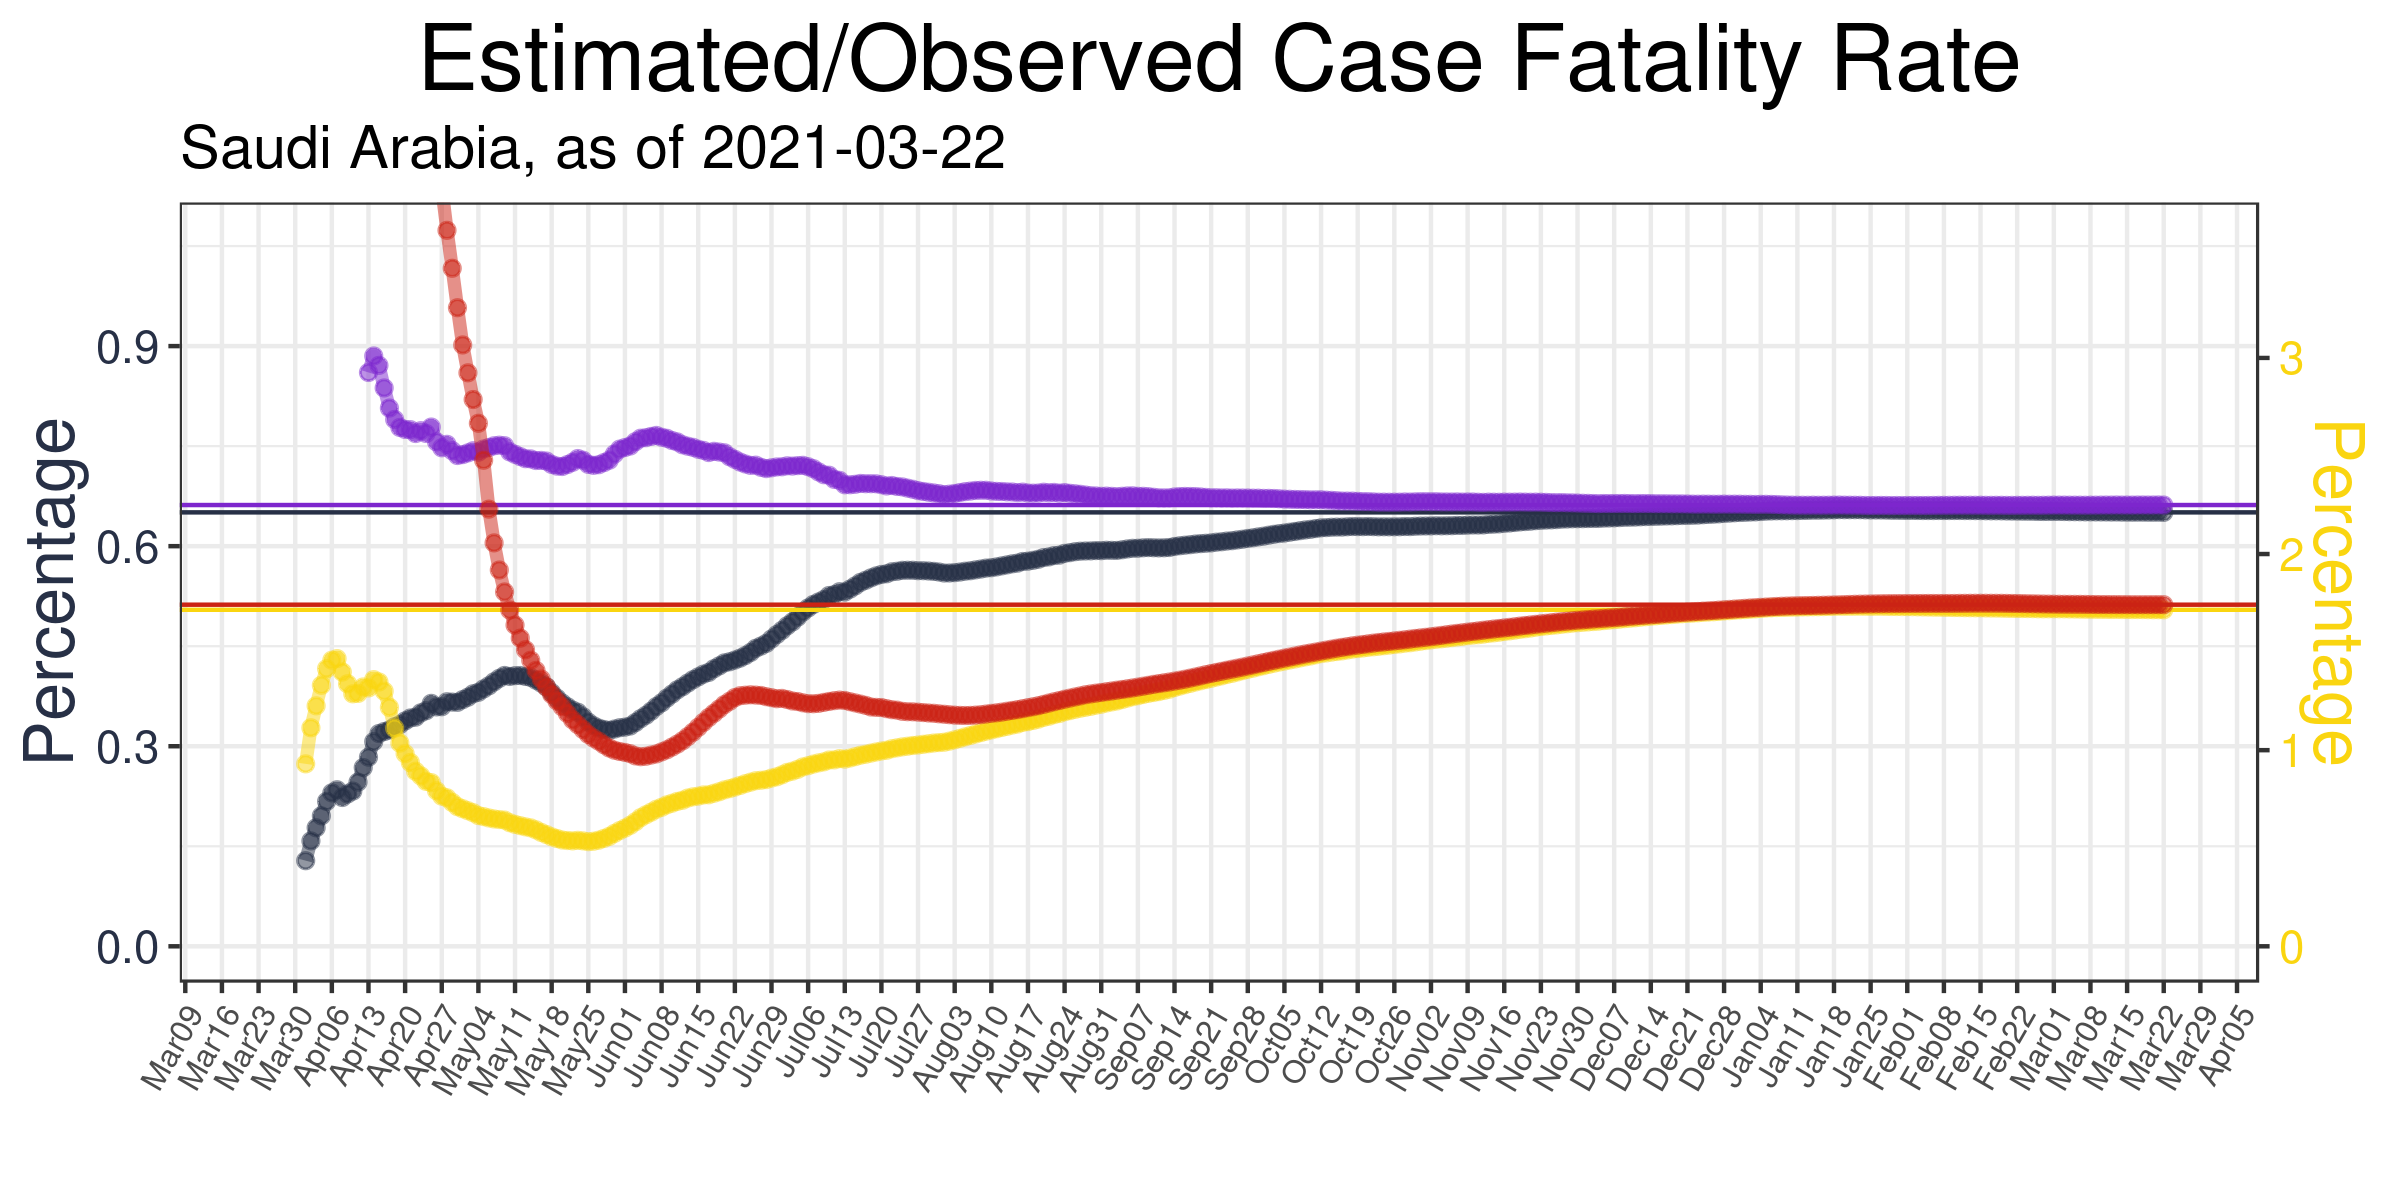 Estimated/Observed Case Fatality Rate
Saudi Arabia, as of 2021-03-22
Percentage
0.9
0.6
0.3
0.0
3
2
1
0
Percentage
Mar09 Mar16 Mar23 Mar30 Apr06 Apr13 Apr20 Apr27 May04 May11 May18 May25 Jun01 Jun08 Jun15 Jun22 Jun29 Jul06 Jul13 Jul20 Jul27 Aug03 Aug10 Aug17 Aug24 Aug31 Sep07 Sep14 Sep21 Sep28 Oct05 Oct12 Oct19 Oct26 Nov02 Nov09 Nov16 Nov23 Nov30 Dec07 Dec14 Dec21 Dec28 Jan04 Jan11 Jan18 Jan25 Feb01 Feb08 Feb15 Feb22 Mar01 Mar08 Mar15 Mar22 Mar29 Apr05